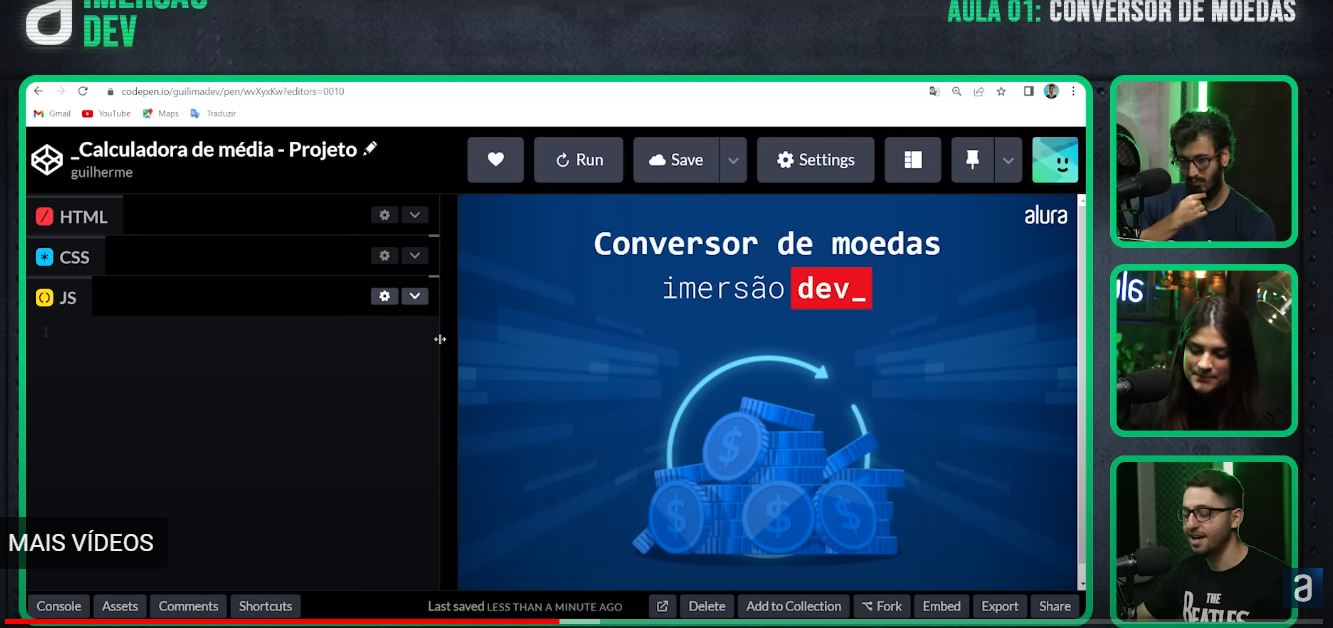 IMERSÃO
DEV
AULA 01: CONVERSOR DE MOEDAS
codepen.io/guilimadev/pen/wvXyxKw?editors=0010
Gmail YouTube Maps Traduzir
_Calculadora de média - Projeto
guilherme
Run
Save
Settings
HTML
CSS
JS
1
alura
Conversor de moedas
imersão dev_
MAIS VÍDEOS
Console Assets Comments Shortcuts
Last saved LESS THAN A MINUTE AGO
Delete Add to Collection Fork Embed Export Share
THE
BEATLES
a